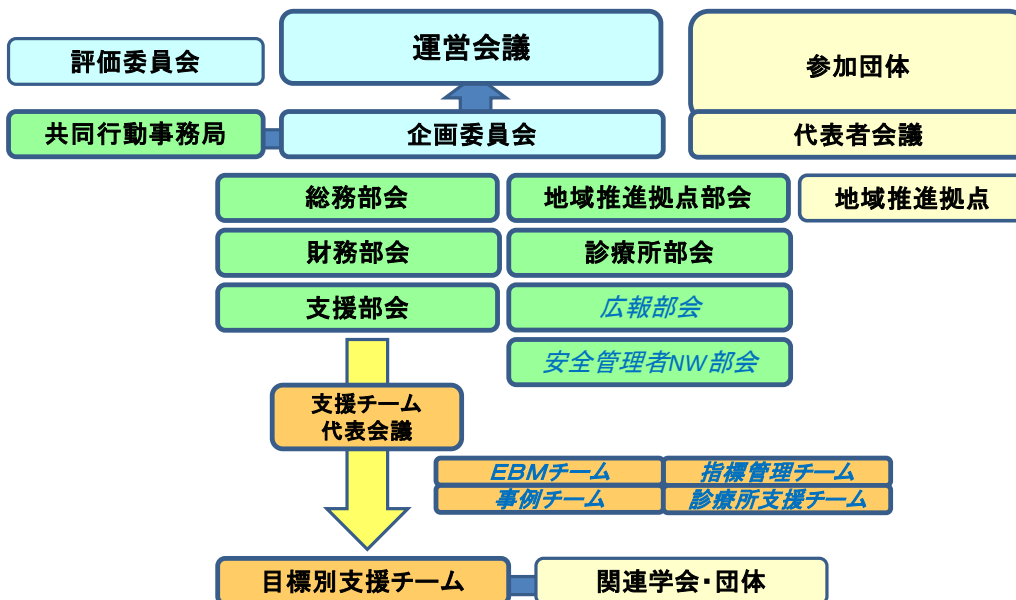 評価委員会
運営会議
参加団体
共同行動事務局
企画委員会
代表者会議
総務部会
地域推進拠点部会
地域推進拠点
財務部会
診療所部会
支援部会
広報部会
安全管理者NW部会
支援チーム
代表会議
EBMチーム
指標管理チーム
事例チーム
診療所支援チーム
目標別支援チーム
関連学会・団体